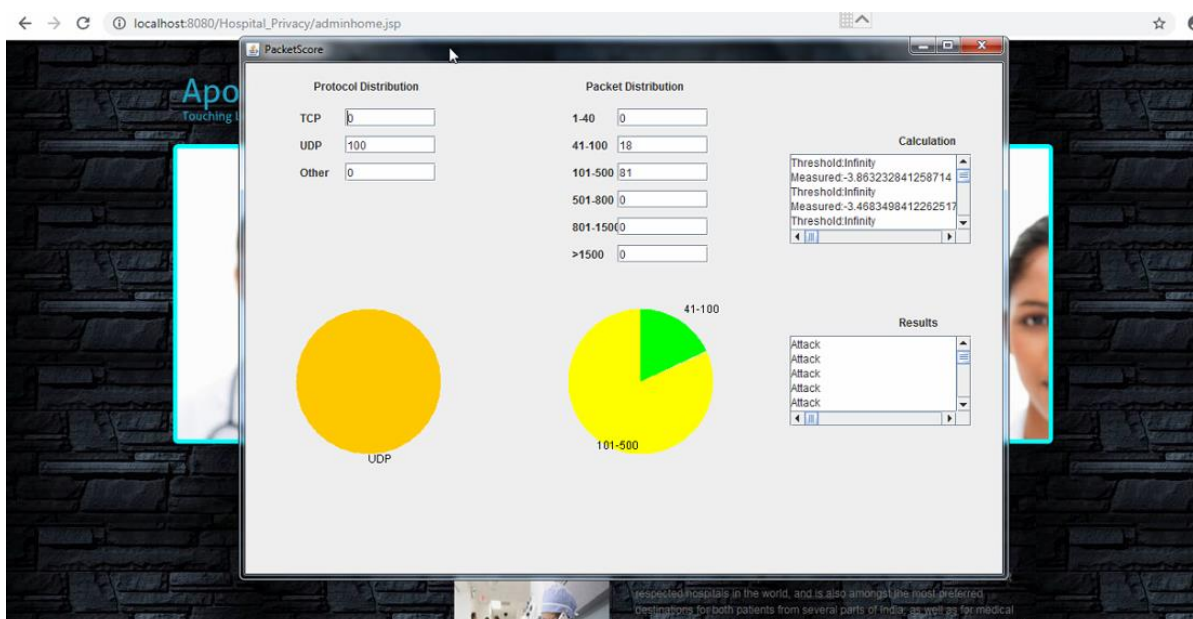 localhost:8080/Hospital_Privacy/adminhome.jsp
PacketScore
Apo
Touching L
Protocol Distribution
TCP 0
UDP 100
Other 0
Packet Distribution
1-40 0
41-100 18
101-500 81
501-800 0
801-1500 0
>1500 0
Calculation
Threshold:Infinity
Measured:-3.863232841258714
Threshold:Infinity
Measured:-3.4683498412262517
Threshold:Infinity
UDP
41-100
101-500
Results
Attack
Attack
Attack
Attack
Attack
respected hospitals in the world, and is also amongst the most preferred
destinations for both patients from several parts of India, as well as for medical